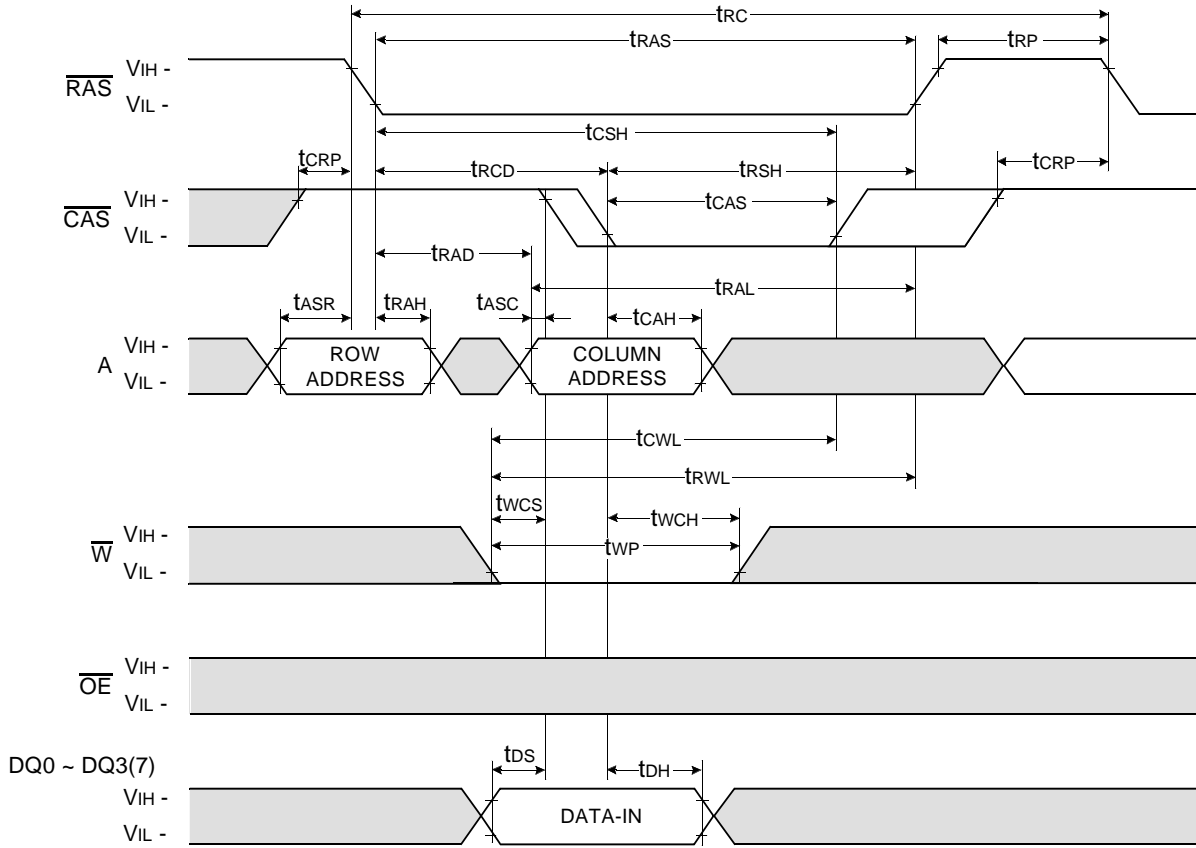 tRC
tRAS
tRP
RAS
VIH -
VIL -
tCSH
tCRP
tRCD
tRSH
tCRP
CAS
VIH -
VIL -
tCAS
tRAD
tRAL
tASR
tRAH
tASC
tCAH
A
VIH -
VIL -
ROW
ADDRESS
COLUMN
ADDRESS
tCWL
tRWL
tWCS
tWCH
W
VIH -
VIL -
tWP
OE
VIH -
VIL -
tDS
tDH
DQ0 ~ DQ3(7)
VIH -
VIL -
DATA-IN